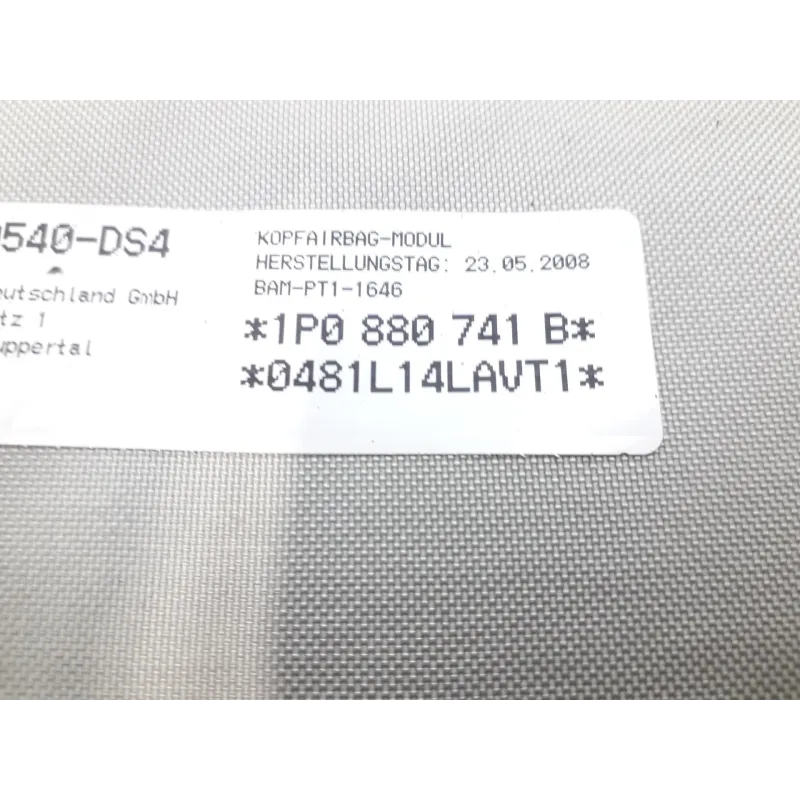 540-DS4
eutschland GmbH
tz 1
uppertal
KOPFAIRBAG-MODUL
HERSTELLUNGSTAG: 23.05.2008
BAM-PT1-1646
*1P0 880 741 B*
*0481L14LAVT1*